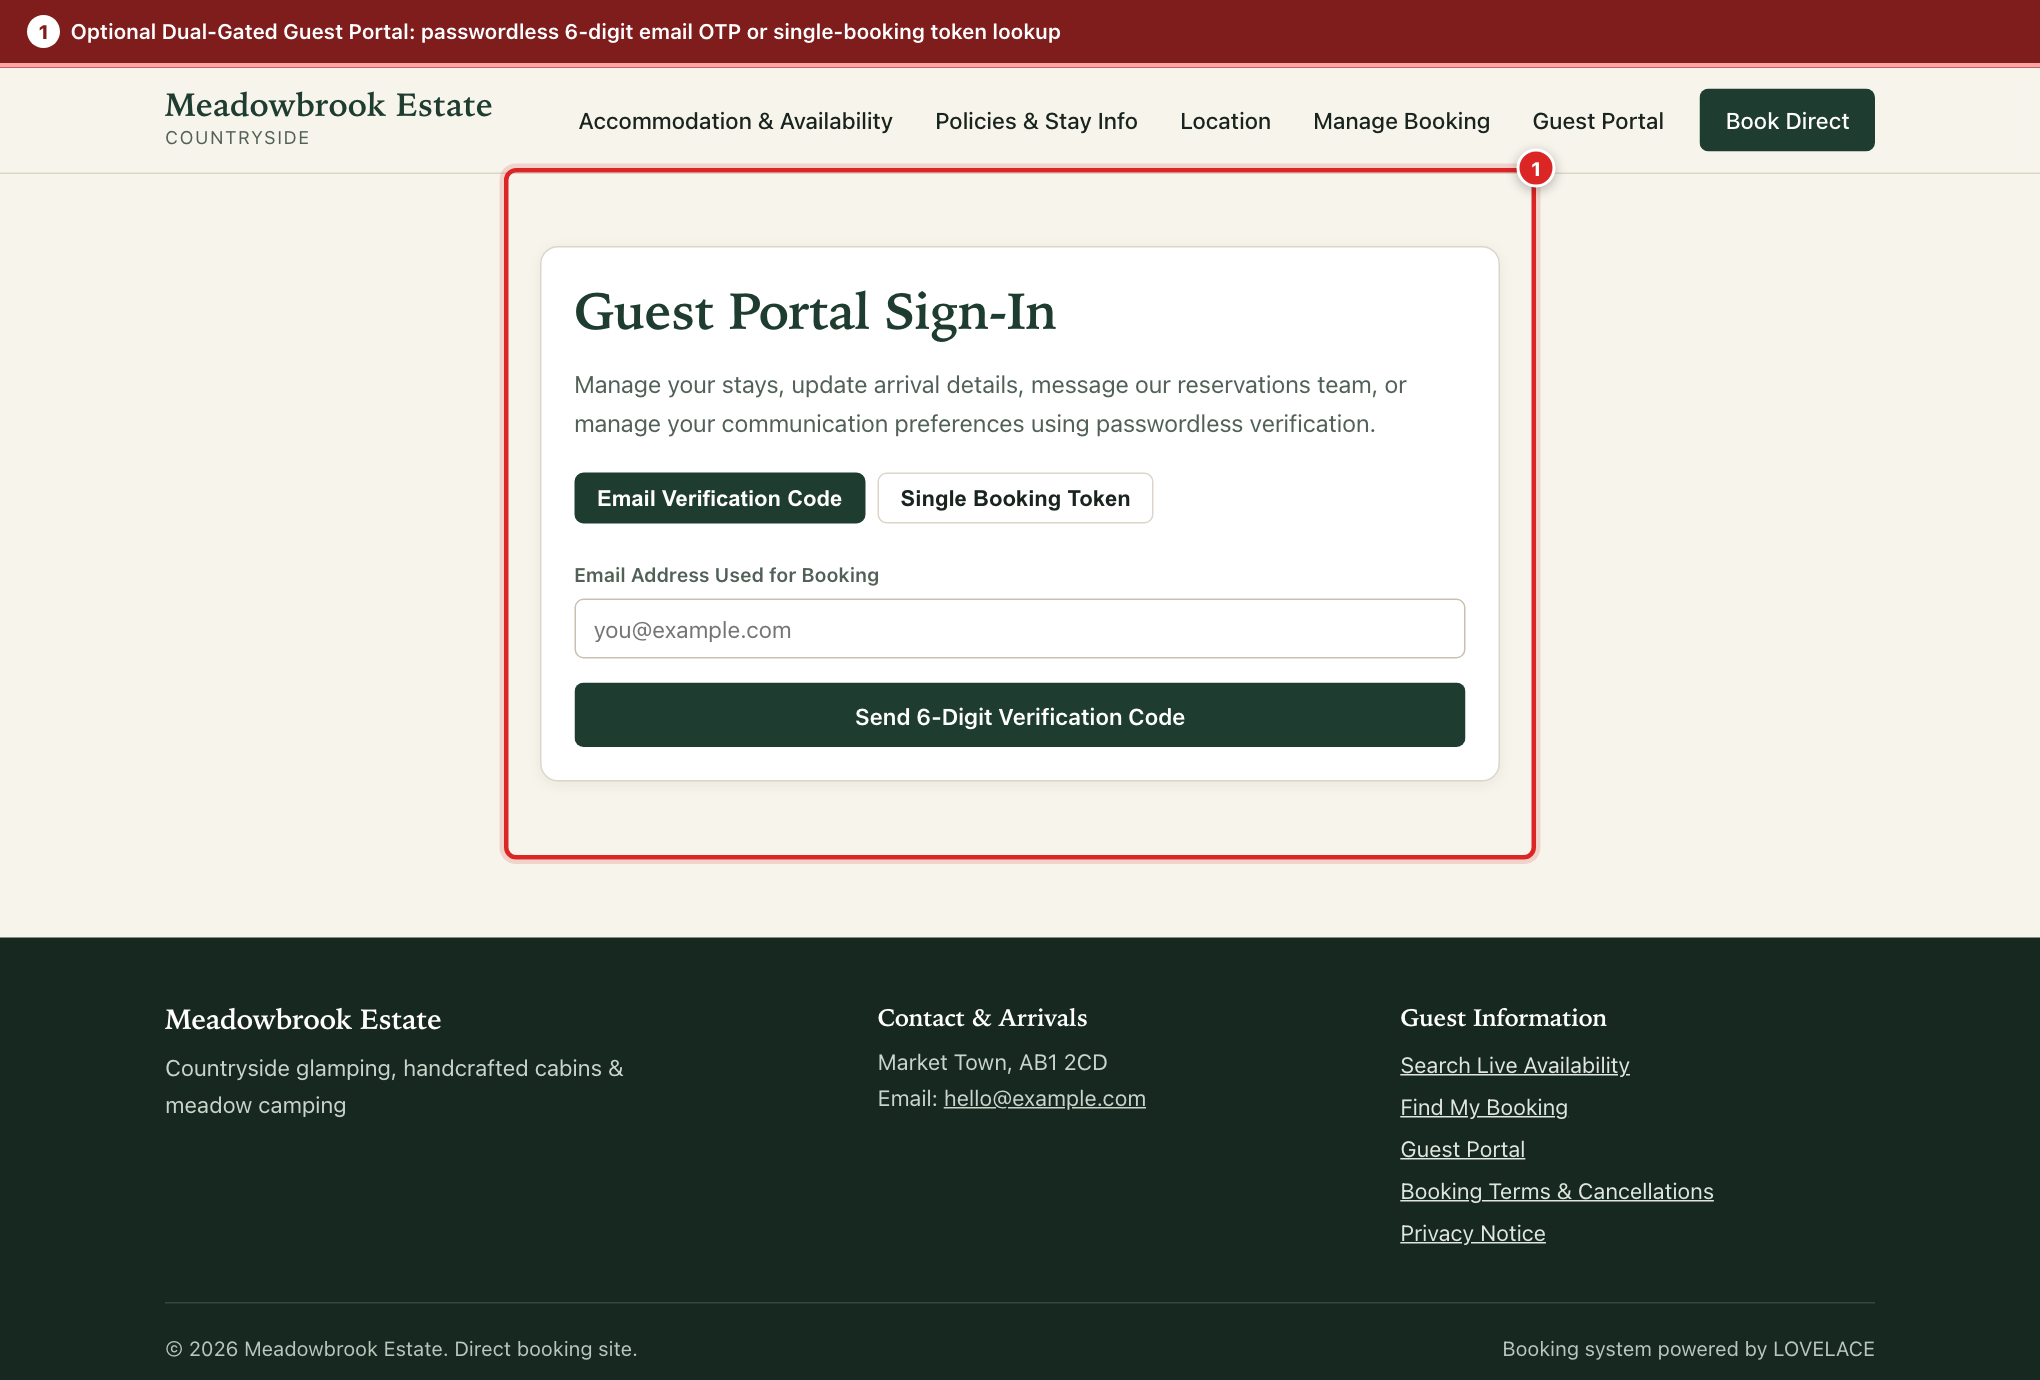 1 Optional Dual-Gated Guest Portal: passwordless 6-digit email OTP or single-booking token lookup
Meadowbrook Estate
COUNTRYSIDE
Accommodation & Availability Policies & Stay Info Location Manage Booking Guest Portal Book Direct
1
Guest Portal Sign-In
Manage your stays, update arrival details, message our reservations team, or
manage your communication preferences using passwordless verification.
Email Verification Code Single Booking Token
Email Address Used for Booking
you@example.com
Send 6-Digit Verification Code
Meadowbrook Estate
Countryside glamping, handcrafted cabins &
meadow camping
Contact & Arrivals
Market Town, AB1 2CD
Email: hello@example.com
Guest Information
Search Live Availability
Find My Booking
Guest Portal
Booking Terms & Cancellations
Privacy Notice
© 2026 Meadowbrook Estate. Direct booking site.
Booking system powered by LOVELACE